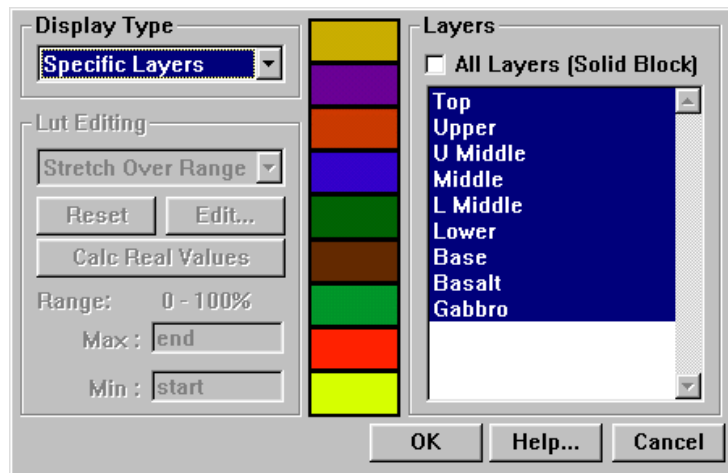 Display Type
Specific Layers
Lut Editing
Stretch Over Range
Reset Edit...
Calc Real Values
Range: 0 - 100%
Max : end
Min : start
Layers
All Layers (Solid Block)
Top
Upper
U Middle
Middle
L Middle
Lower
Base
Basalt
Gabbro
OK Help... Cancel